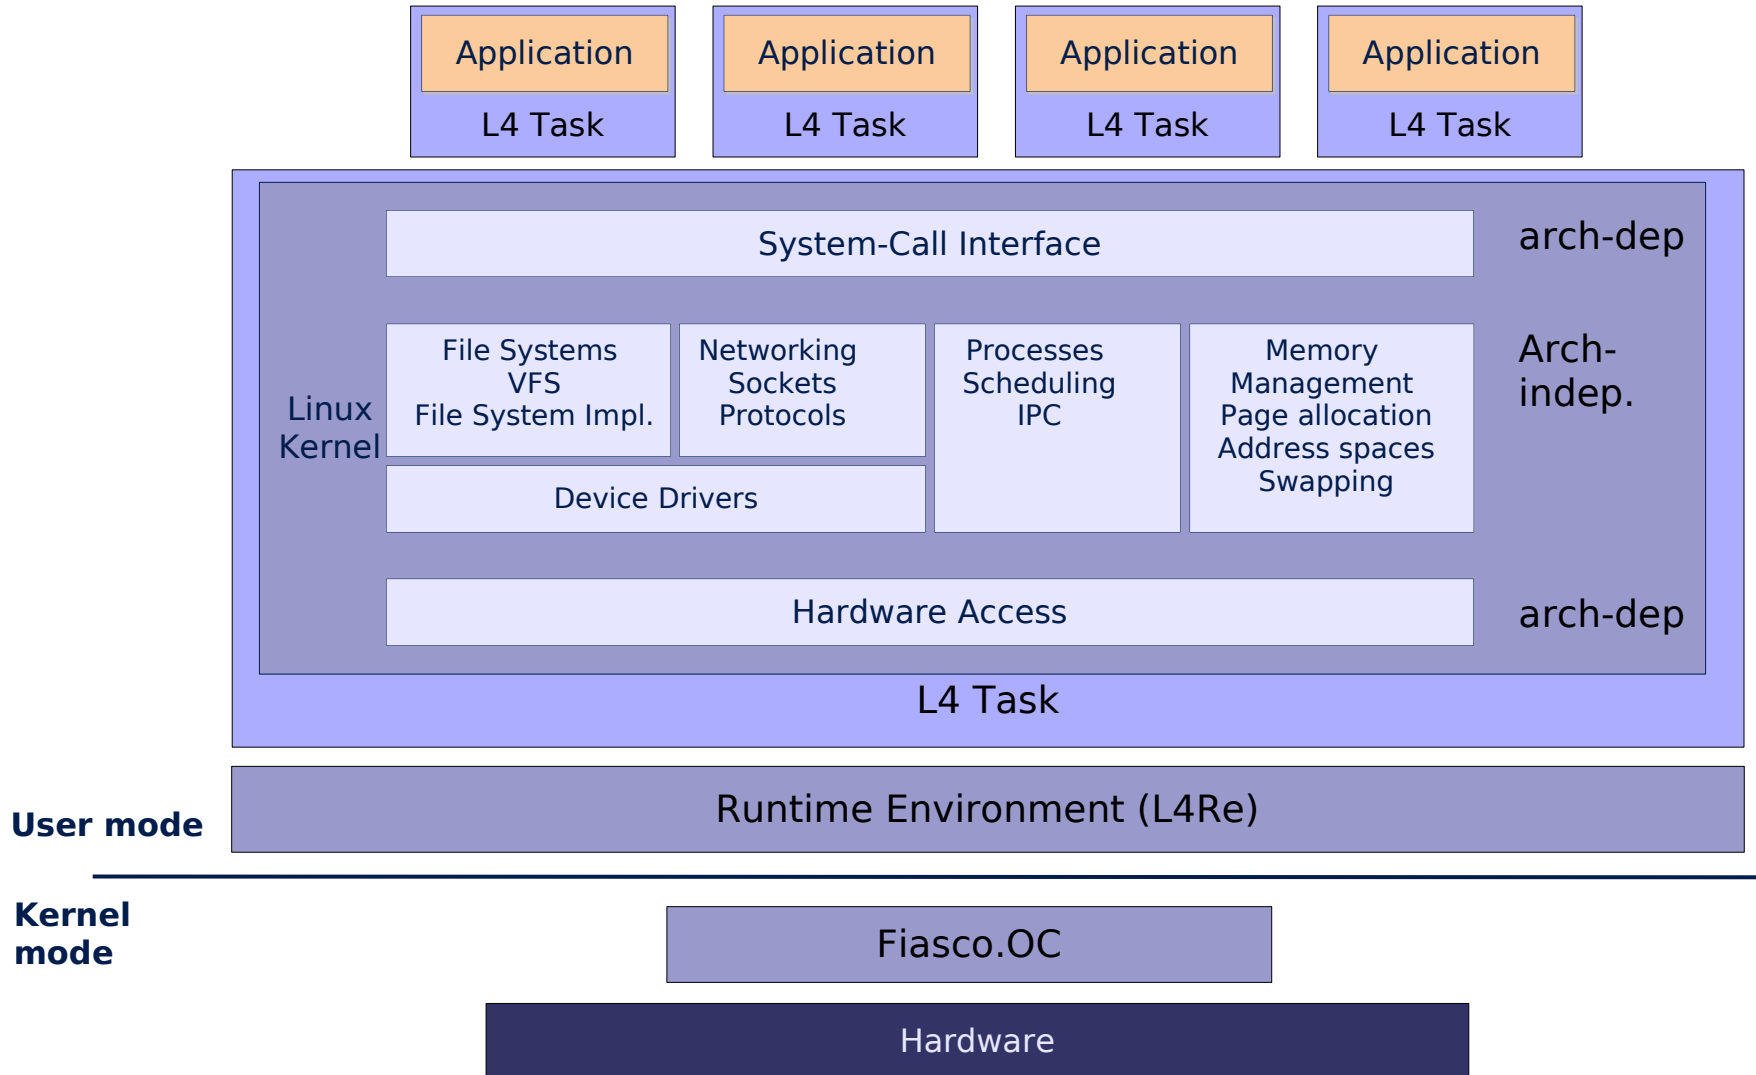 Application
Application
Application
Application
L4 Task
L4 Task
L4 Task
L4 Task
System-Call Interface
arch-dep
Linux
Kernel
File Systems
VFS
File System Impl.
Networking
Sockets
Protocols
Processes
Scheduling
IPC
Memory
Management
Page allocation
Address spaces
Swapping
Arch-
indep.
Device Drivers
Hardware Access
arch-dep
L4 Task
Runtime Environment (L4Re)
User mode
Kernel
mode
Fiasco.OC
Hardware